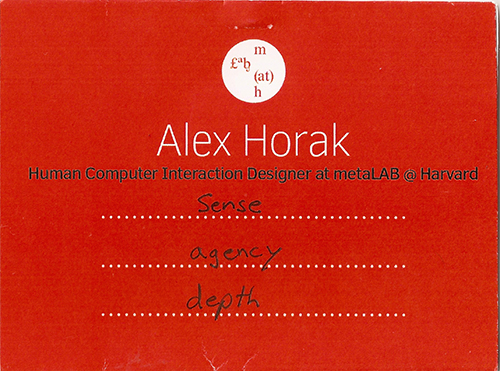 m
£ªb
(at)
h
Alex Horak
Human Computer Interaction Designer at metaLAB @ Harvard
Sense
agency
depth